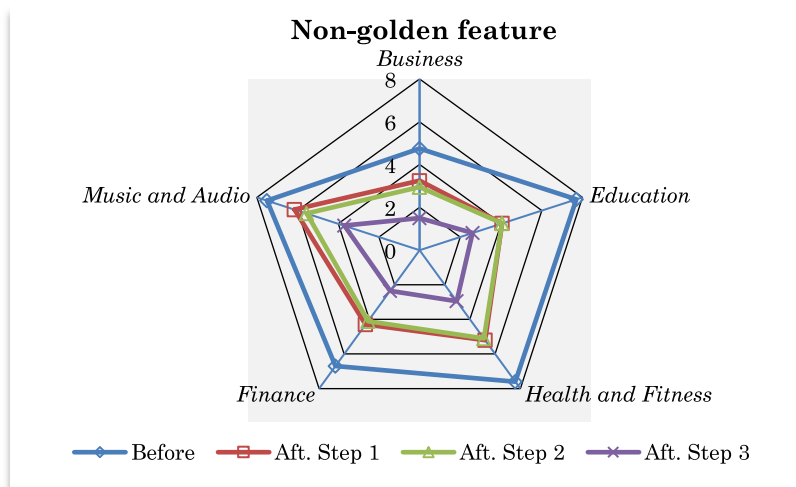 Non-golden feature
Business
8
6
4
2
0
Music and Audio
Education
Finance
Health and Fitness
Before
Aft. Step 1
Aft. Step 2
Aft. Step 3